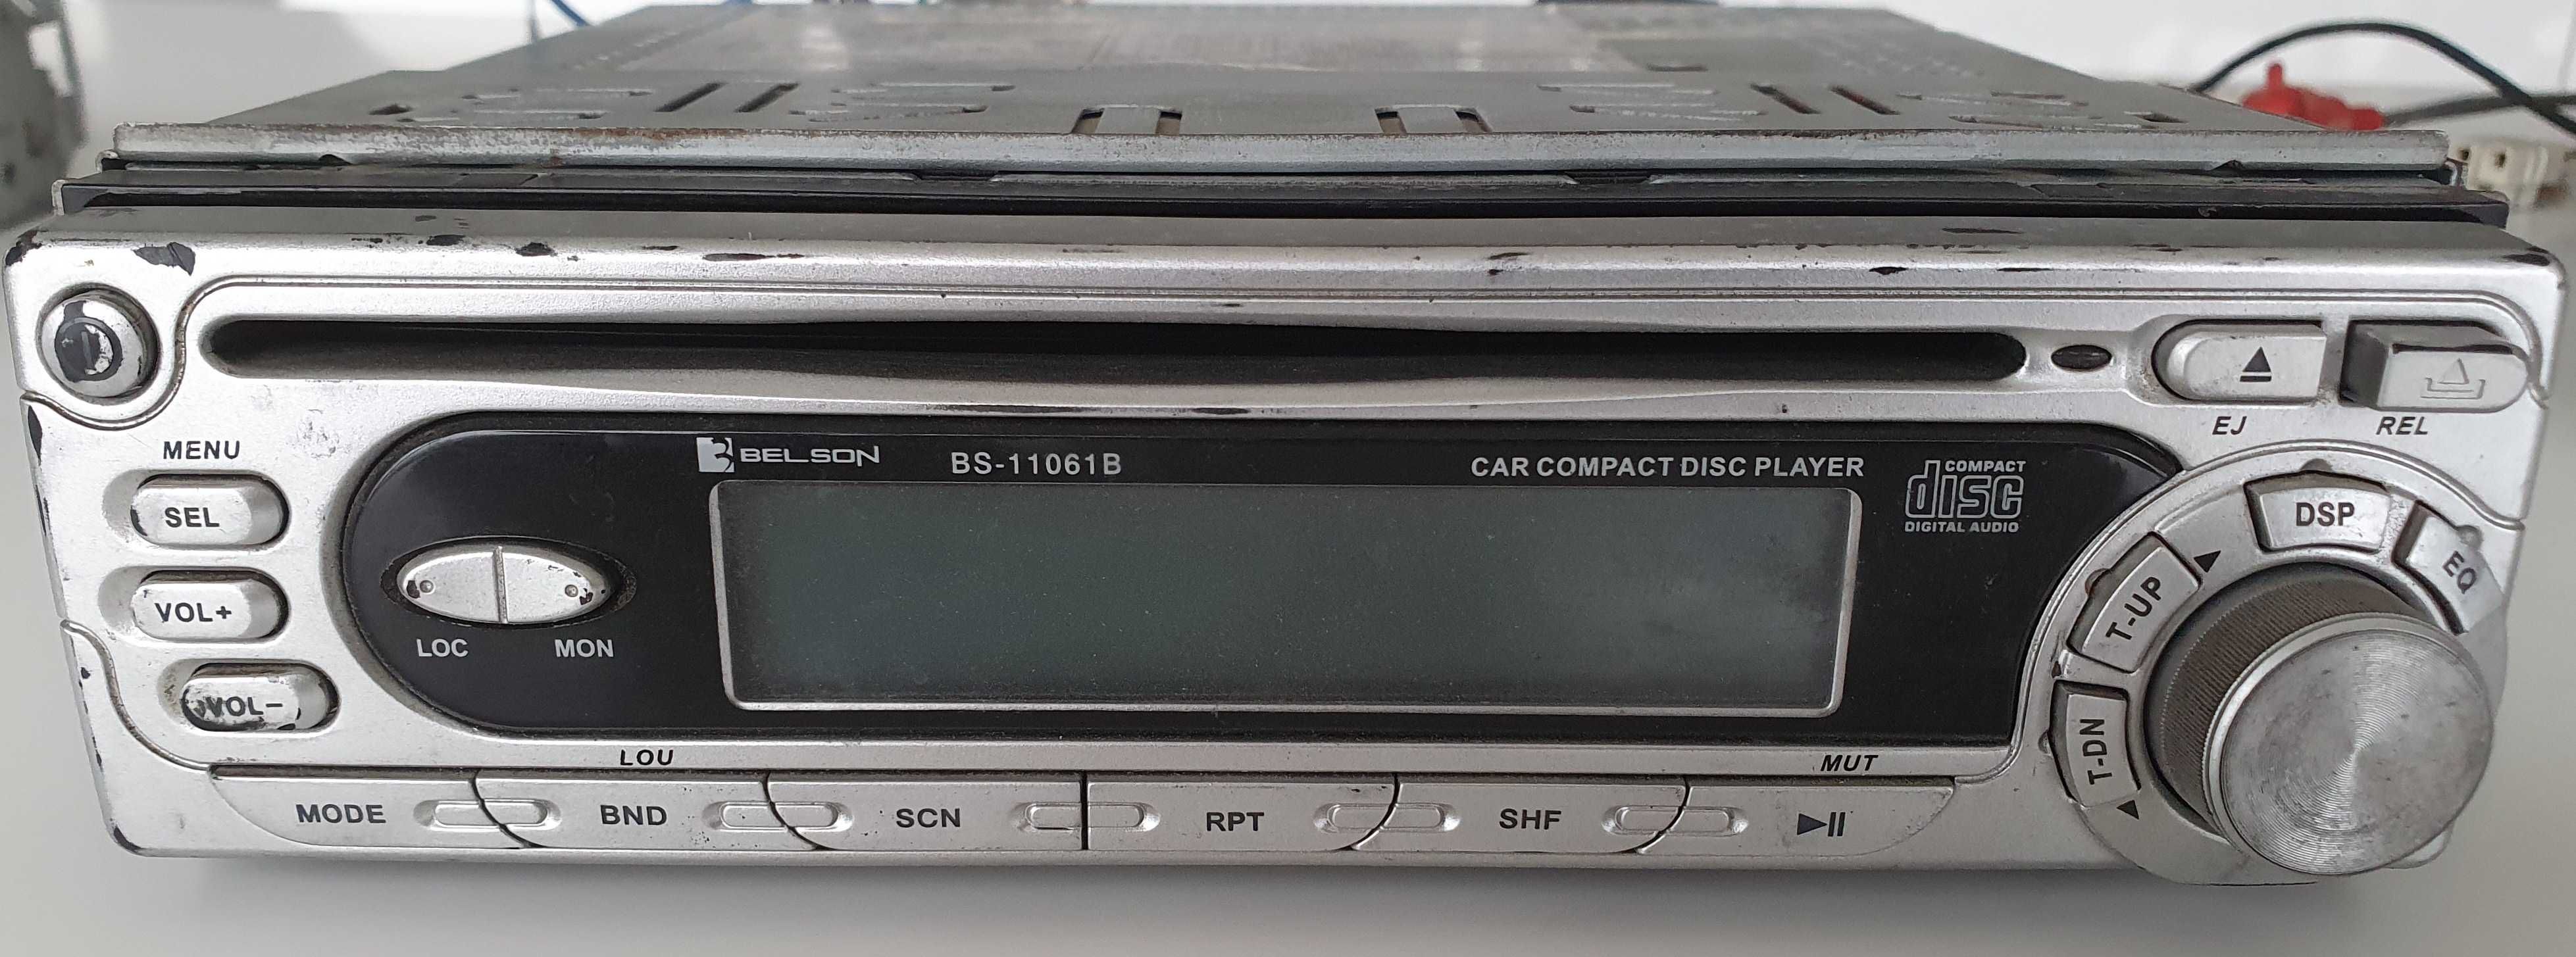 EJ
REL
MENU
SEL
VOL+
VOL-
LOC
MON
BELSON
BS-11061B
CAR COMPACT DISC PLAYER
COMPACT
disc
DIGITAL AUDIO
DSP
EQ
T-UP
T-DN
LOU
MUT
MODE
BND
SCN
RPT
SHF